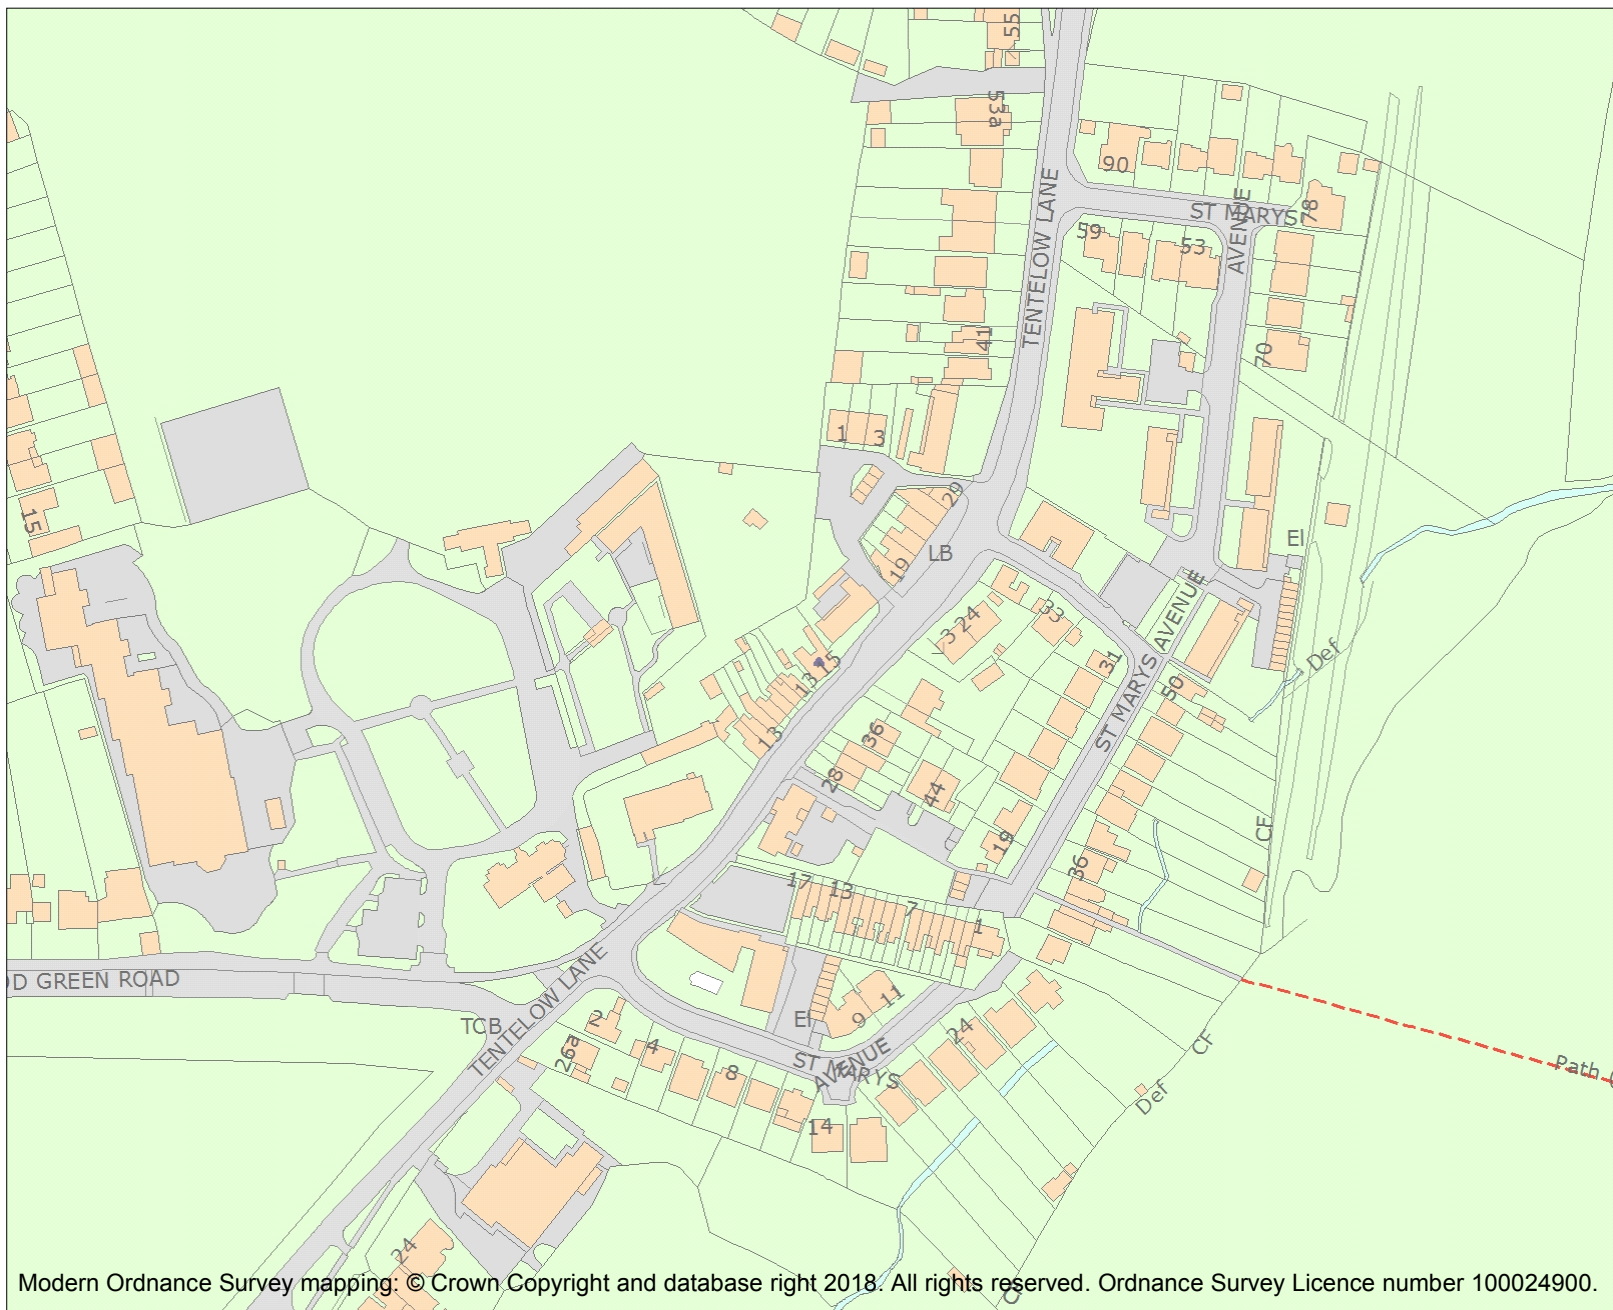 55
53a
90
TENTELOW LANE
ST MARYS
AVENUE
78
59
53
41
70
1
3
29
15
LB
19
El
ST MARYS AVENUE
3
24
33
31
Def
15
13
50
13
36
28
44
CF
19
36
17
13
7
1
OD GREEN ROAD
TENTELOW LANE
TCB
2
26a
4
8
El
9
11
ST MARYS
AVENUE
24
14
CF
Def
Path
24
Modern Ordnance Survey mapping: © Crown Copyright and database right 2018. All rights reserved. Ordnance Survey Licence number 100024900.